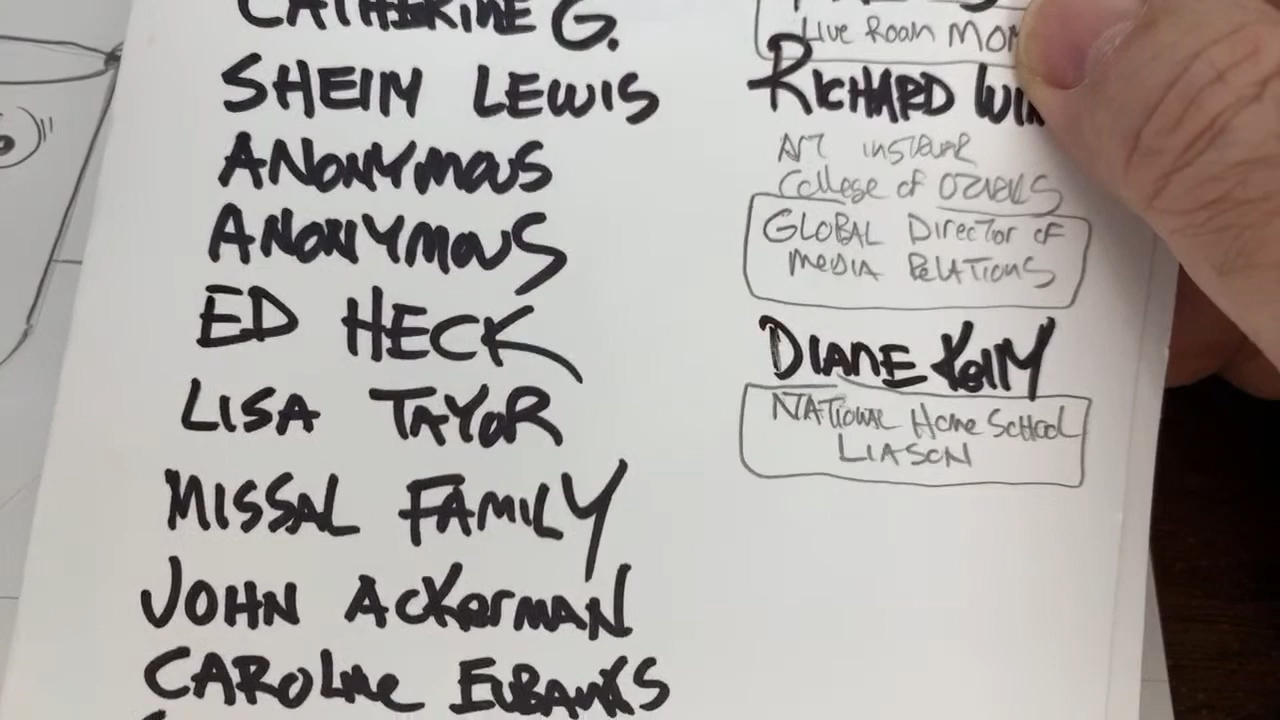 CATHERINE G.
SHEIM LEWIS
ANONYMOUS
ANONYMOUS
ED HECK
LISA TAYOR
MISSAL FAMILY
JOHN ACKERMAN
CAROLINE EUBANKS
Live Room MOM
RICHARD
ART
College of OZARKS
GLOBAL Director OF
MEDIA RELATIONS
DIANE Kelly
NATIONAL Home SCHOOL
LIASON